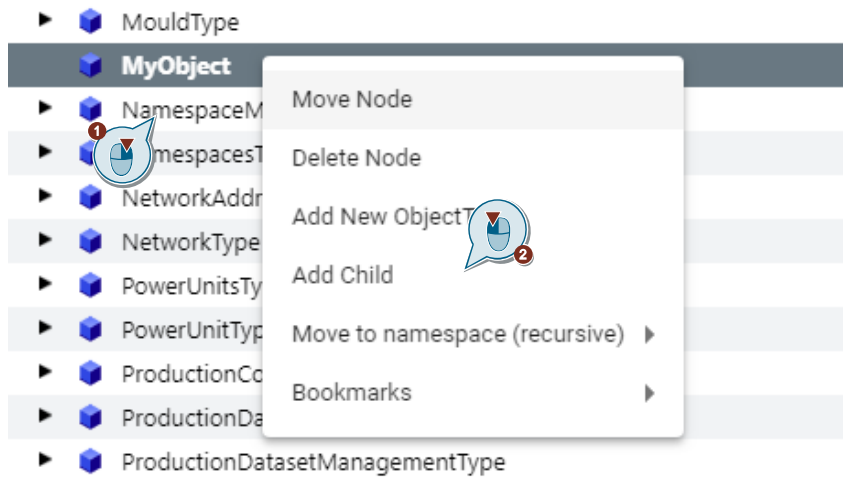 MouldType
MyObject
NamespaceM
Move Node
1
mespacesT
Delete Node
NetworkAddr
Add New ObjectT
NetworkType
2
PowerUnitsTy
Add Child
PowerUnitTyp
Move to namespace (recursive)
ProductionCo
Bookmarks
ProductionDa
ProductionDatasetManagementType